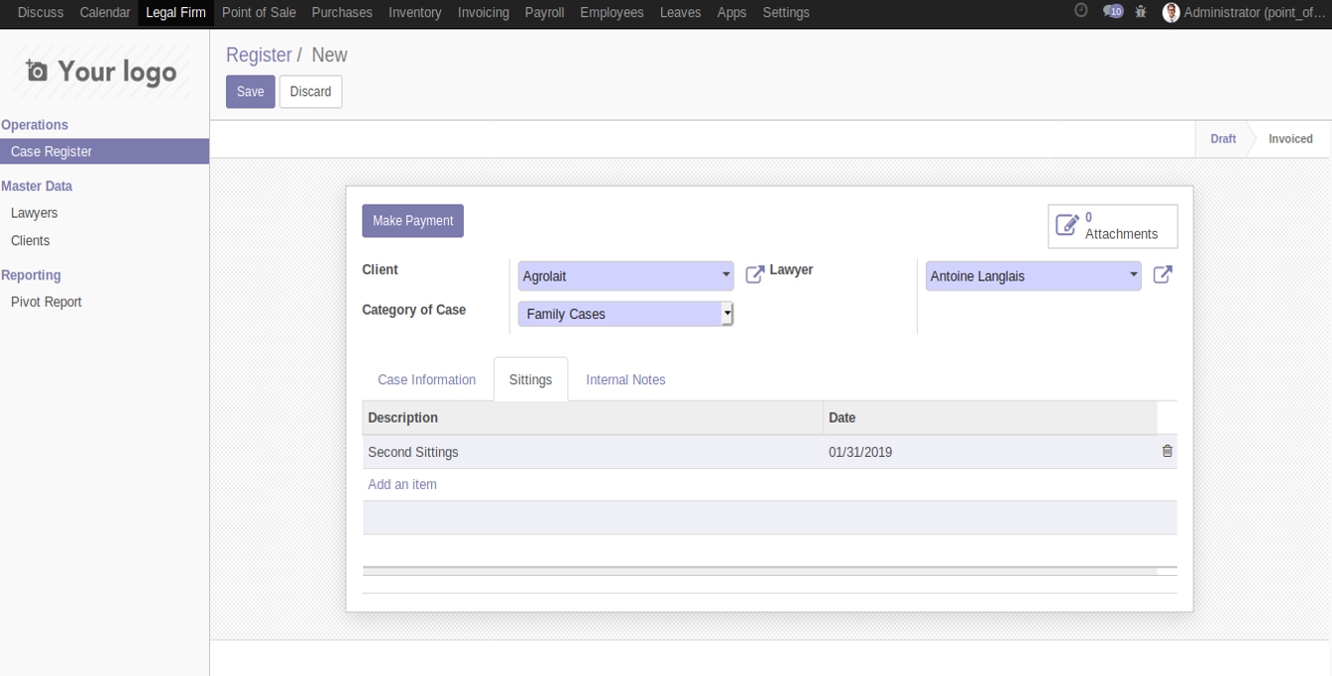 Discuss Calendar Legal Firm Point of Sale Purchases Inventory Invoicing Payroll Employees Leaves Apps Settings 10 Administrator (point_of…
Your logo
Register / New
Save Discard
Operations
Case Register
Master Data
Lawyers
Clients
Reporting
Pivot Report
Draft Invoiced
Make Payment
0
Attachments
Client Agrolait Lawyer Antoine Langlais
Category of Case Family Cases
Case Information Sittings Internal Notes
Description Date
Second Sittings 01/31/2019
Add an item